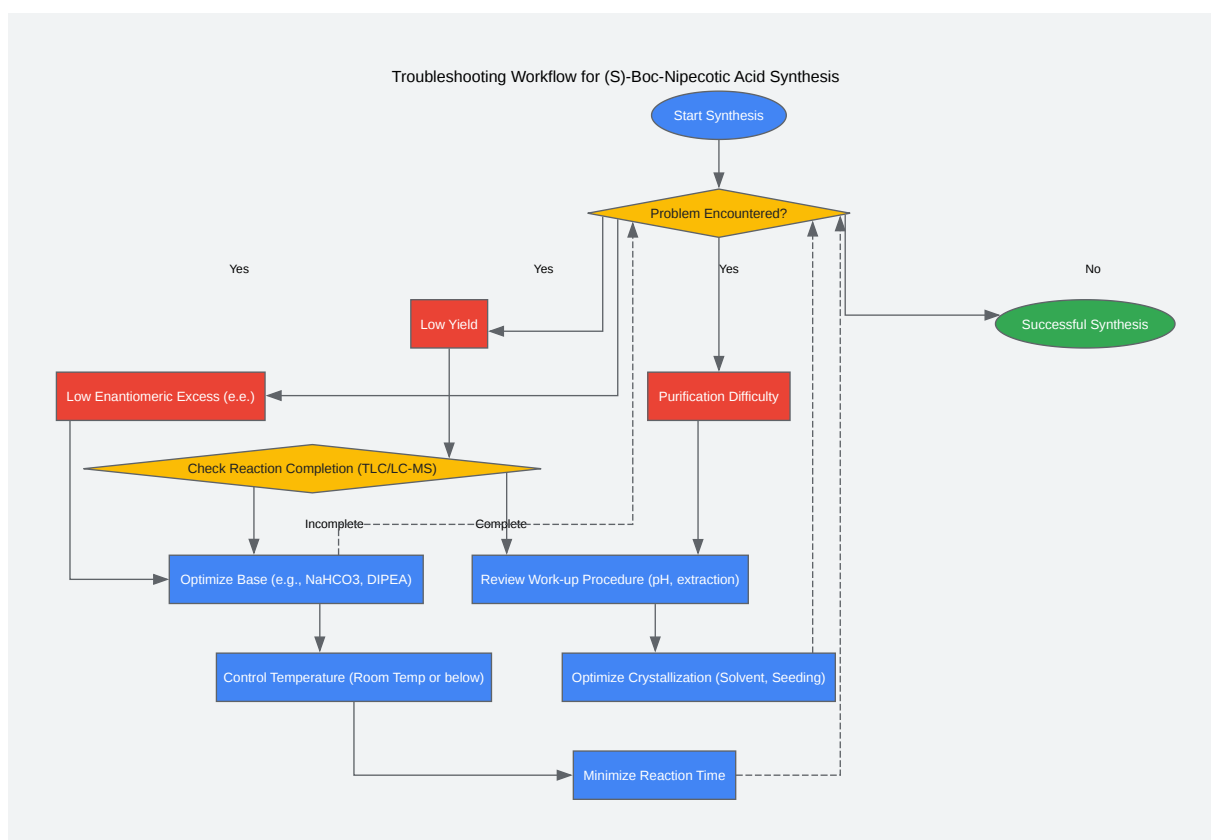 Troubleshooting Workflow for (S)-Boc-Nipecotic Acid Synthesis
Start Synthesis
Problem Encountered?
Yes
Yes
Yes
No
Low Yield
Successful Synthesis
Low Enantiomeric Excess (e.e.)
Purification Difficulty
Check Reaction Completion (TLC/LC-MS)
Incomplete
Complete
Optimize Base (e.g., NaHCO3, DIPEA)
Review Work-up Procedure (pH, extraction)
Control Temperature (Room Temp or below)
Optimize Crystallization (Solvent, Seeding)
Minimize Reaction Time